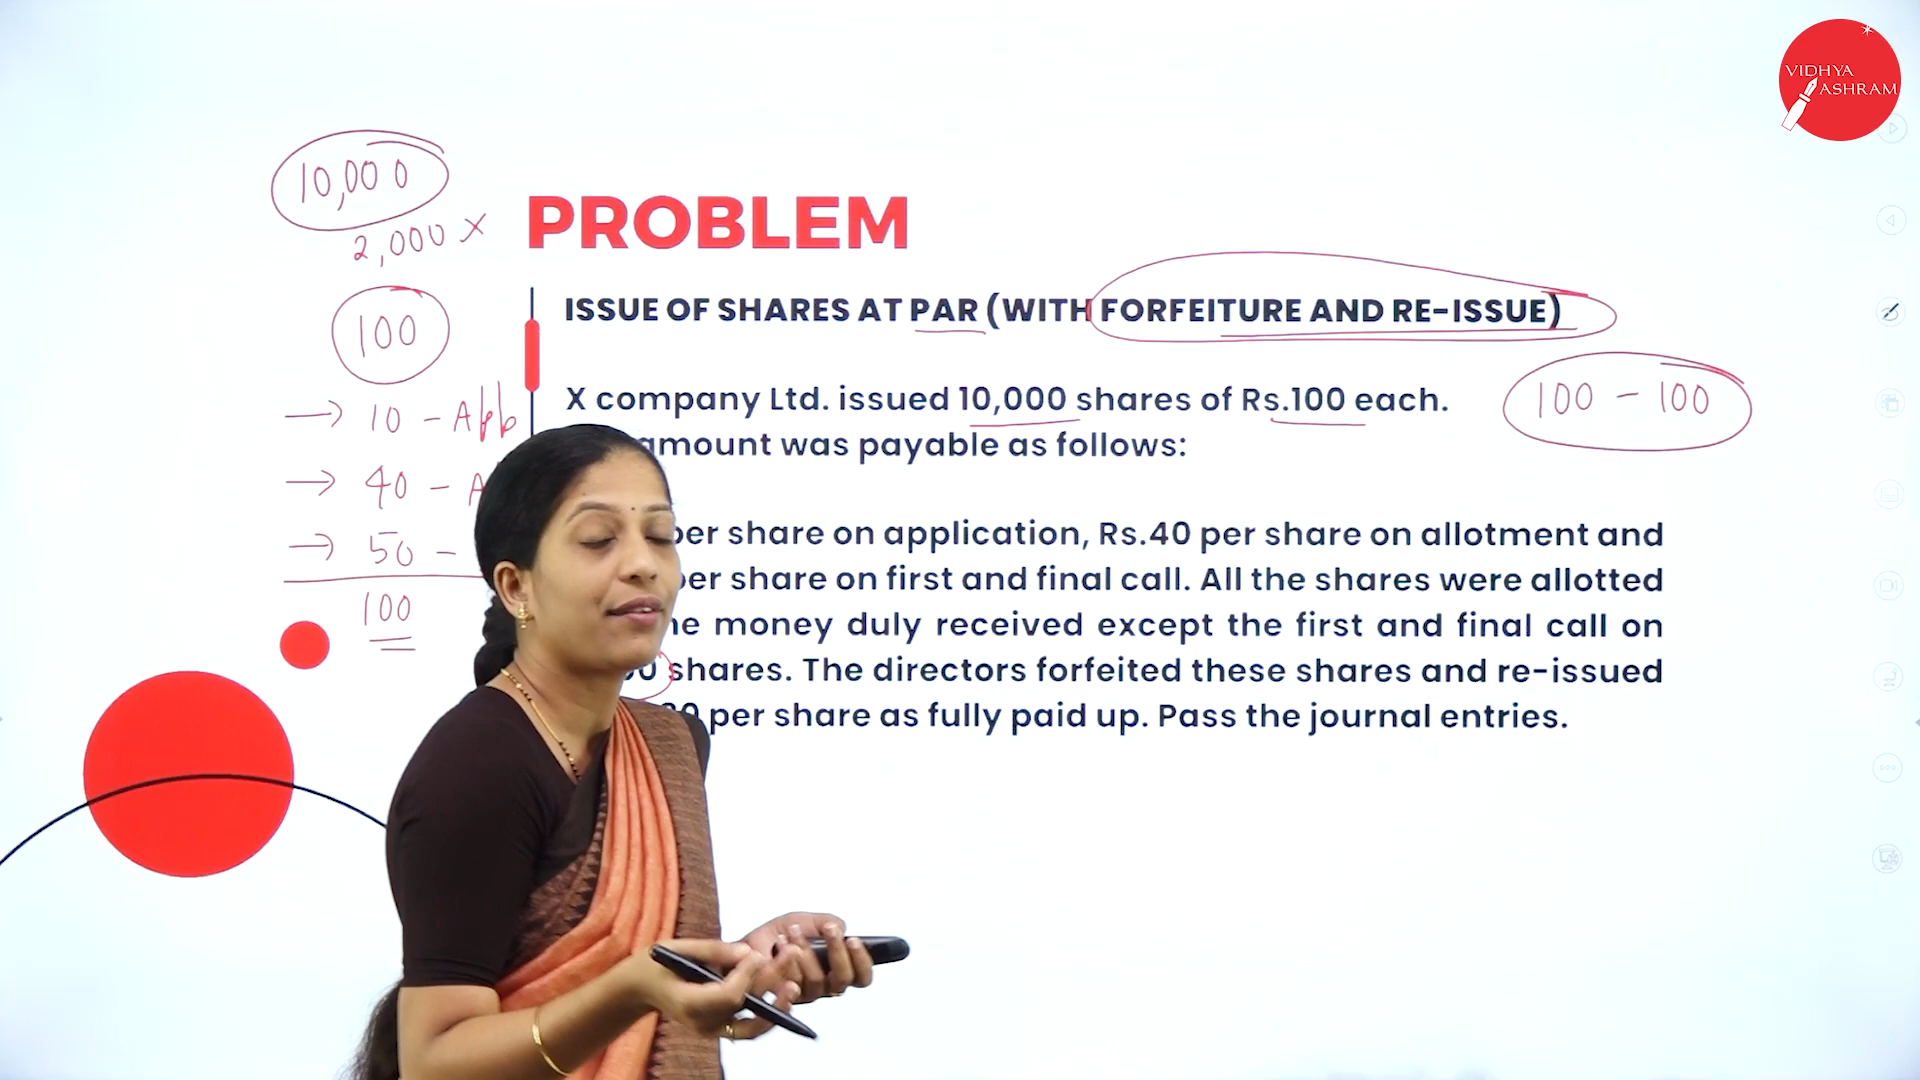 VIDHYA
ASHRAM
10,000
2,000 X
PROBLEM
100
ISSUE OF SHARES AT PAR (WITH FORFEITURE AND RE-ISSUE)
→ 10 - App
X company Ltd. issued 10,000 shares of Rs.100 each.
100 - 100
amount was payable as follows:
→ 40 - A
per share on application, Rs.40 per share on allotment and
→ 50 -
per share on first and final call. All the shares were allotted
100
money duly received except the first and final call on
shares. The directors forfeited these shares and re-issued
per share as fully paid up. Pass the journal entries.